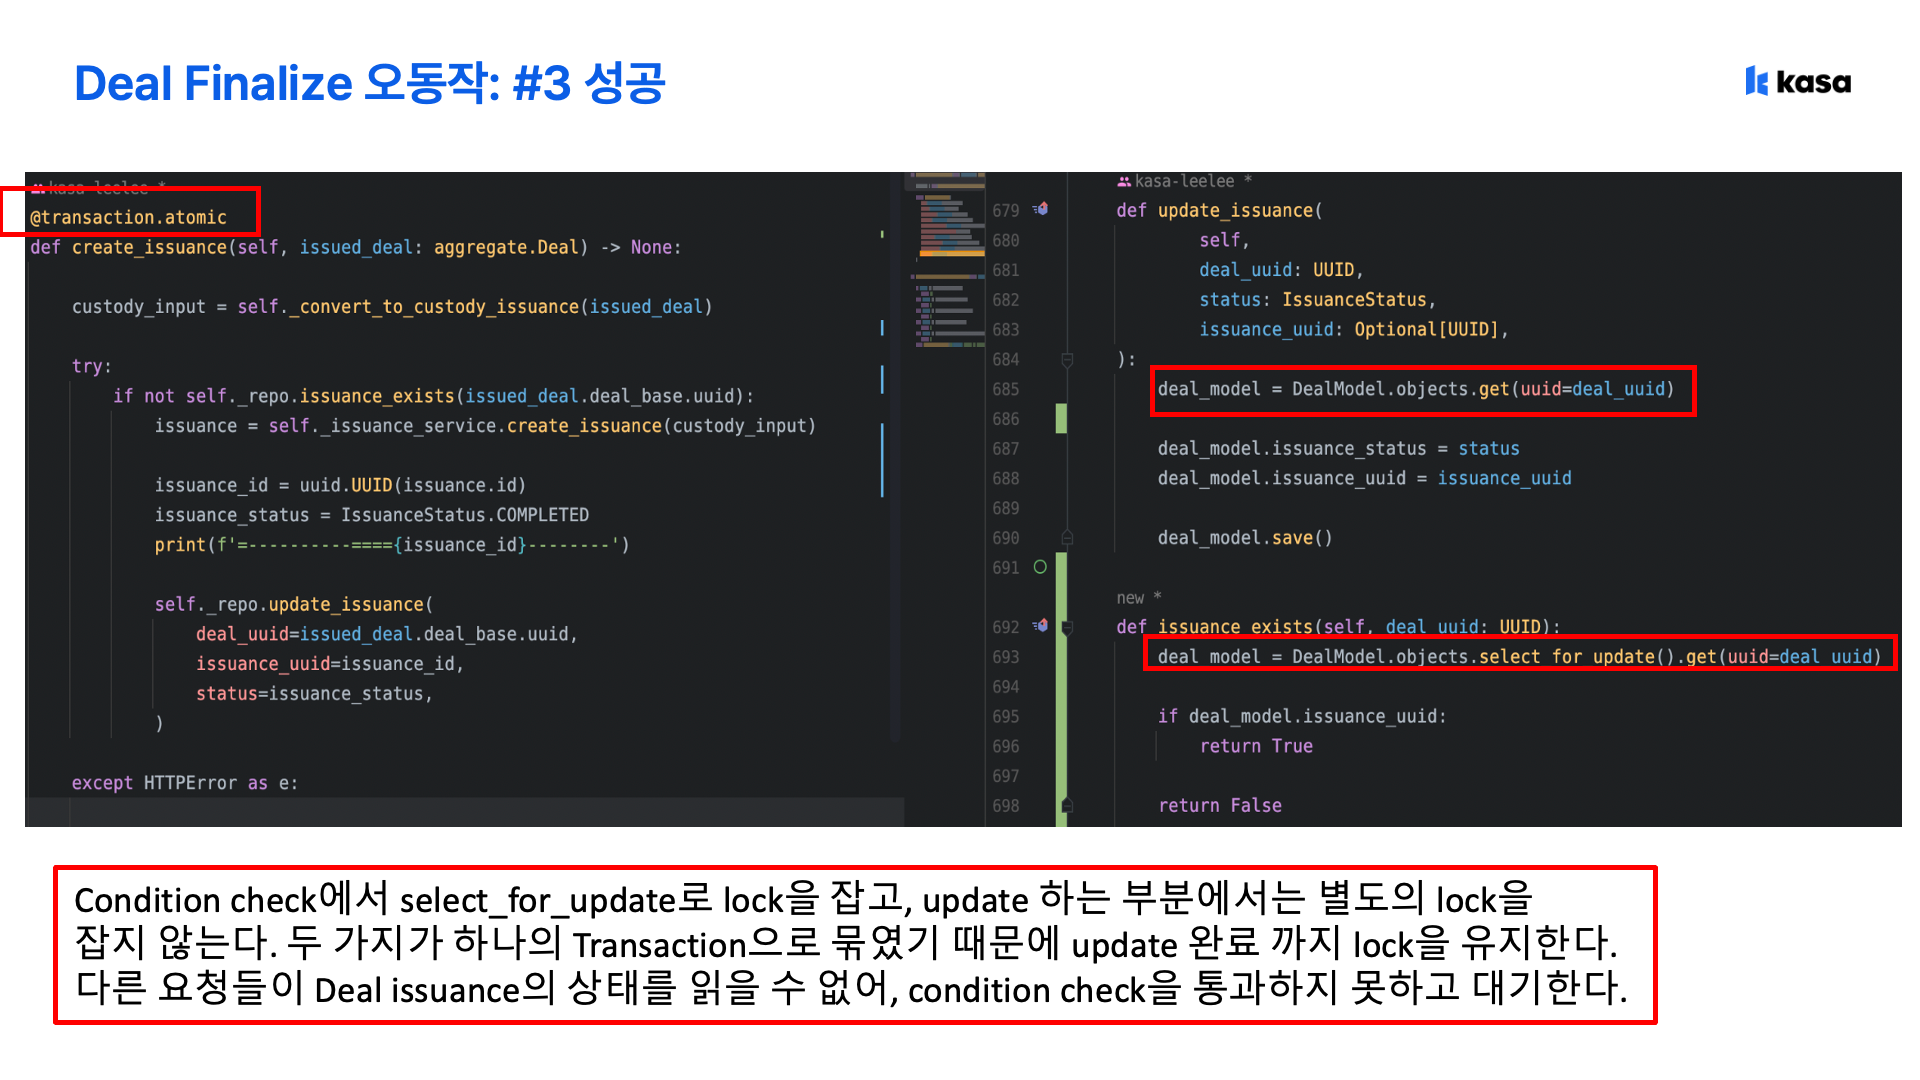 Deal Finalize 오동작: #3 성공
kasa
kasa-leelee *
@transaction.atomic
def create_issuance(self, issued_deal: aggregate.Deal) -> None:
custody_input = self._convert_to_custody_issuance(issued_deal)
try:
if not self._repo.issuance_exists(issued_deal.deal_base.uuid):
issuance = self._issuance_service.create_issuance(custody_input)
issuance_id = uuid.UUID(issuance.id)
issuance_status = IssuanceStatus.COMPLETED
print(f'=----------===={issuance_id}--------')
self._repo.update_issuance(
deal_uuid=issued_deal.deal_base.uuid,
issuance_uuid=issuance_id,
status=issuance_status,
)
except HTTPError as e:
kasa-leelee *
679 def update_issuance(
680 self,
681 deal_uuid: UUID,
682 status: IssuanceStatus,
683 issuance_uuid: Optional[UUID],
684 ):
685 deal_model = DealModel.objects.get(uuid=deal_uuid)
686
687 deal_model.issuance_status = status
688 deal_model.issuance_uuid = issuance_uuid
689
690 deal_model.save()
691
new *
692 def issuance_exists(self, deal_uuid: UUID):
693 deal_model = DealModel.objects.select_for_update().get(uuid=deal_uuid)
694
695 if deal_model.issuance_uuid:
696 return True
697
698 return False
Condition check에서 select_for_update로 lock을 잡고, update 하는 부분에서는 별도의 lock을
잡지 않는다. 두 가지가 하나의 Transaction으로 묶였기 때문에 update 완료 까지 lock을 유지한다.
다른 요청들이 Deal issuance의 상태를 읽을 수 없어, condition check을 통과하지 못하고 대기한다.